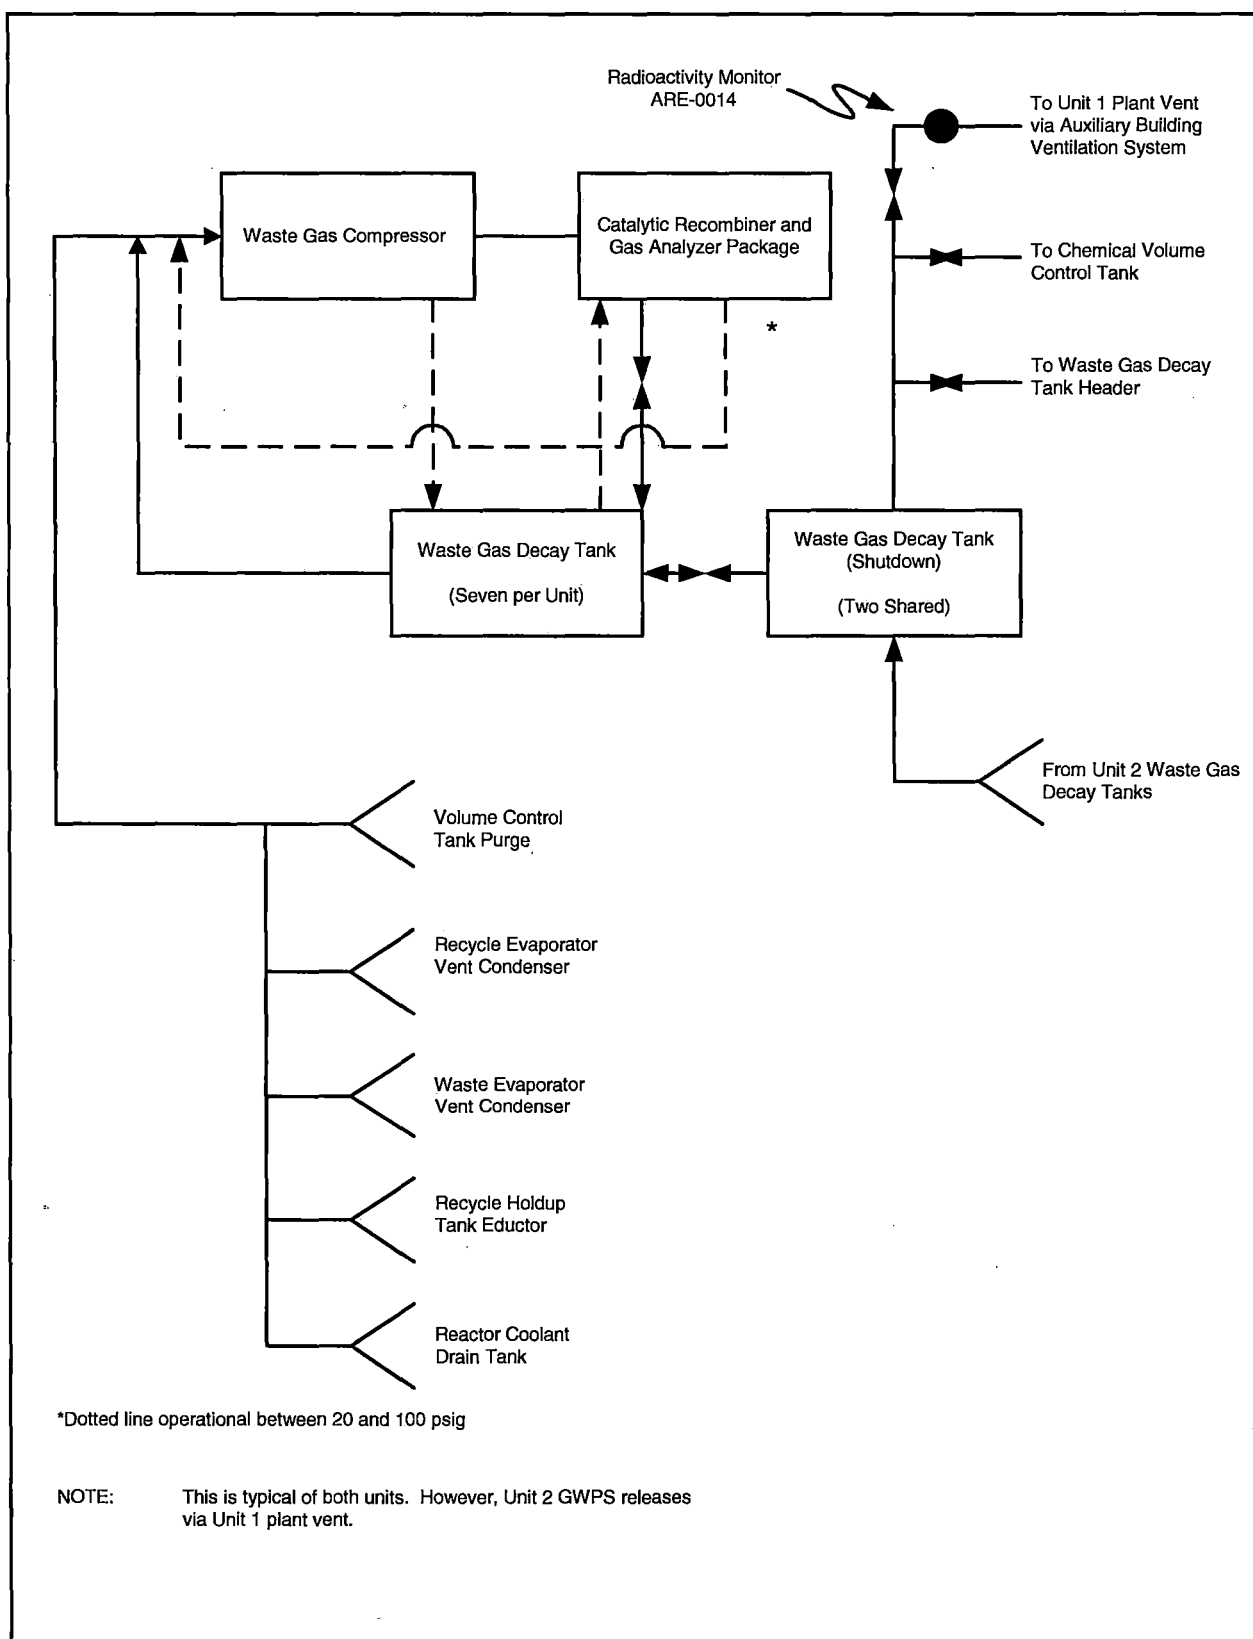 Radioactivity Monitor
ARE-0014
To Unit 1 Plant Vent
via Auxiliary Building
Ventilation System
Waste Gas Compressor
Catalytic Recombiner and
Gas Analyzer Package
*
To Chemical Volume
Control Tank
To Waste Gas Decay
Tank Header
Waste Gas Decay Tank
(Seven per Unit)
Waste Gas Decay Tank
(Shutdown)
(Two Shared)
From Unit 2 Waste Gas
Decay Tanks
Volume Control
Tank Purge
Recycle Evaporator
Vent Condenser
Waste Evaporator
Vent Condenser
Recycle Holdup
Tank Eductor
Reactor Coolant
Drain Tank
*Dotted line operational between 20 and 100 psig
NOTE: This is typical of both units. However, Unit 2 GWPS releases
via Unit 1 plant vent.